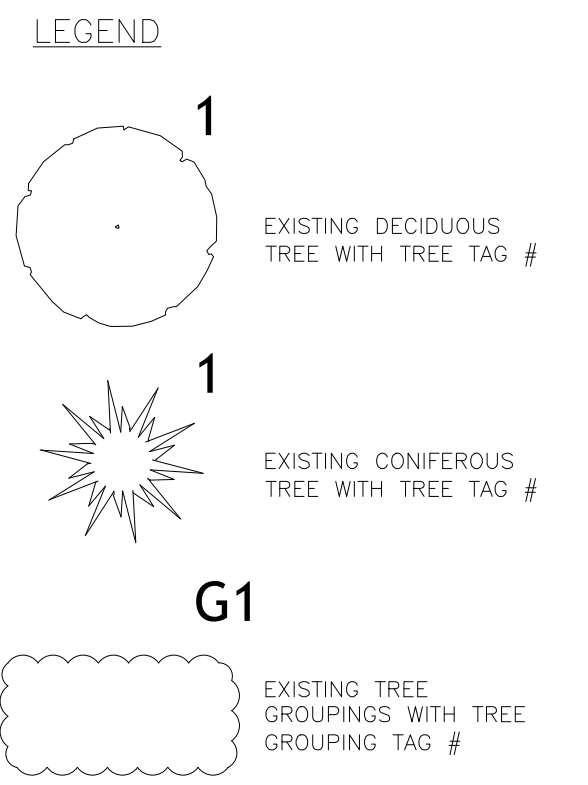 LEGEND
1
EXISTING DECIDUOUS
TREE WITH TREE TAG #
1
EXISTING CONIFEROUS
TREE WITH TREE TAG #
G1
EXISTING TREE
GROUPINGS WITH TREE
GROUPING TAG #